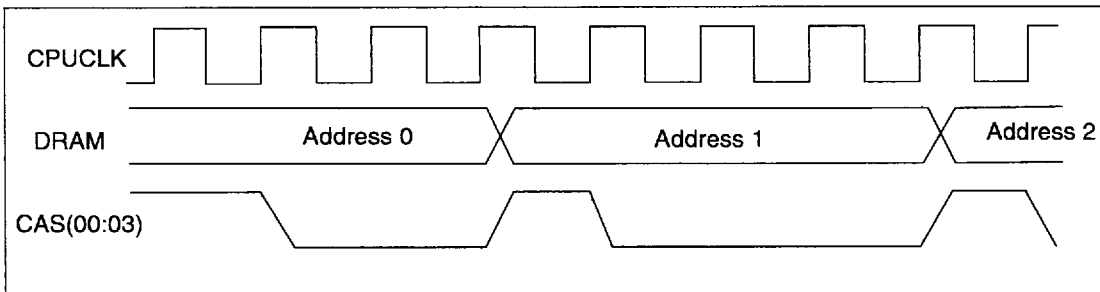 CPUCLK
DRAM
Address 0
Address 1
Address 2
CAS(00:03)